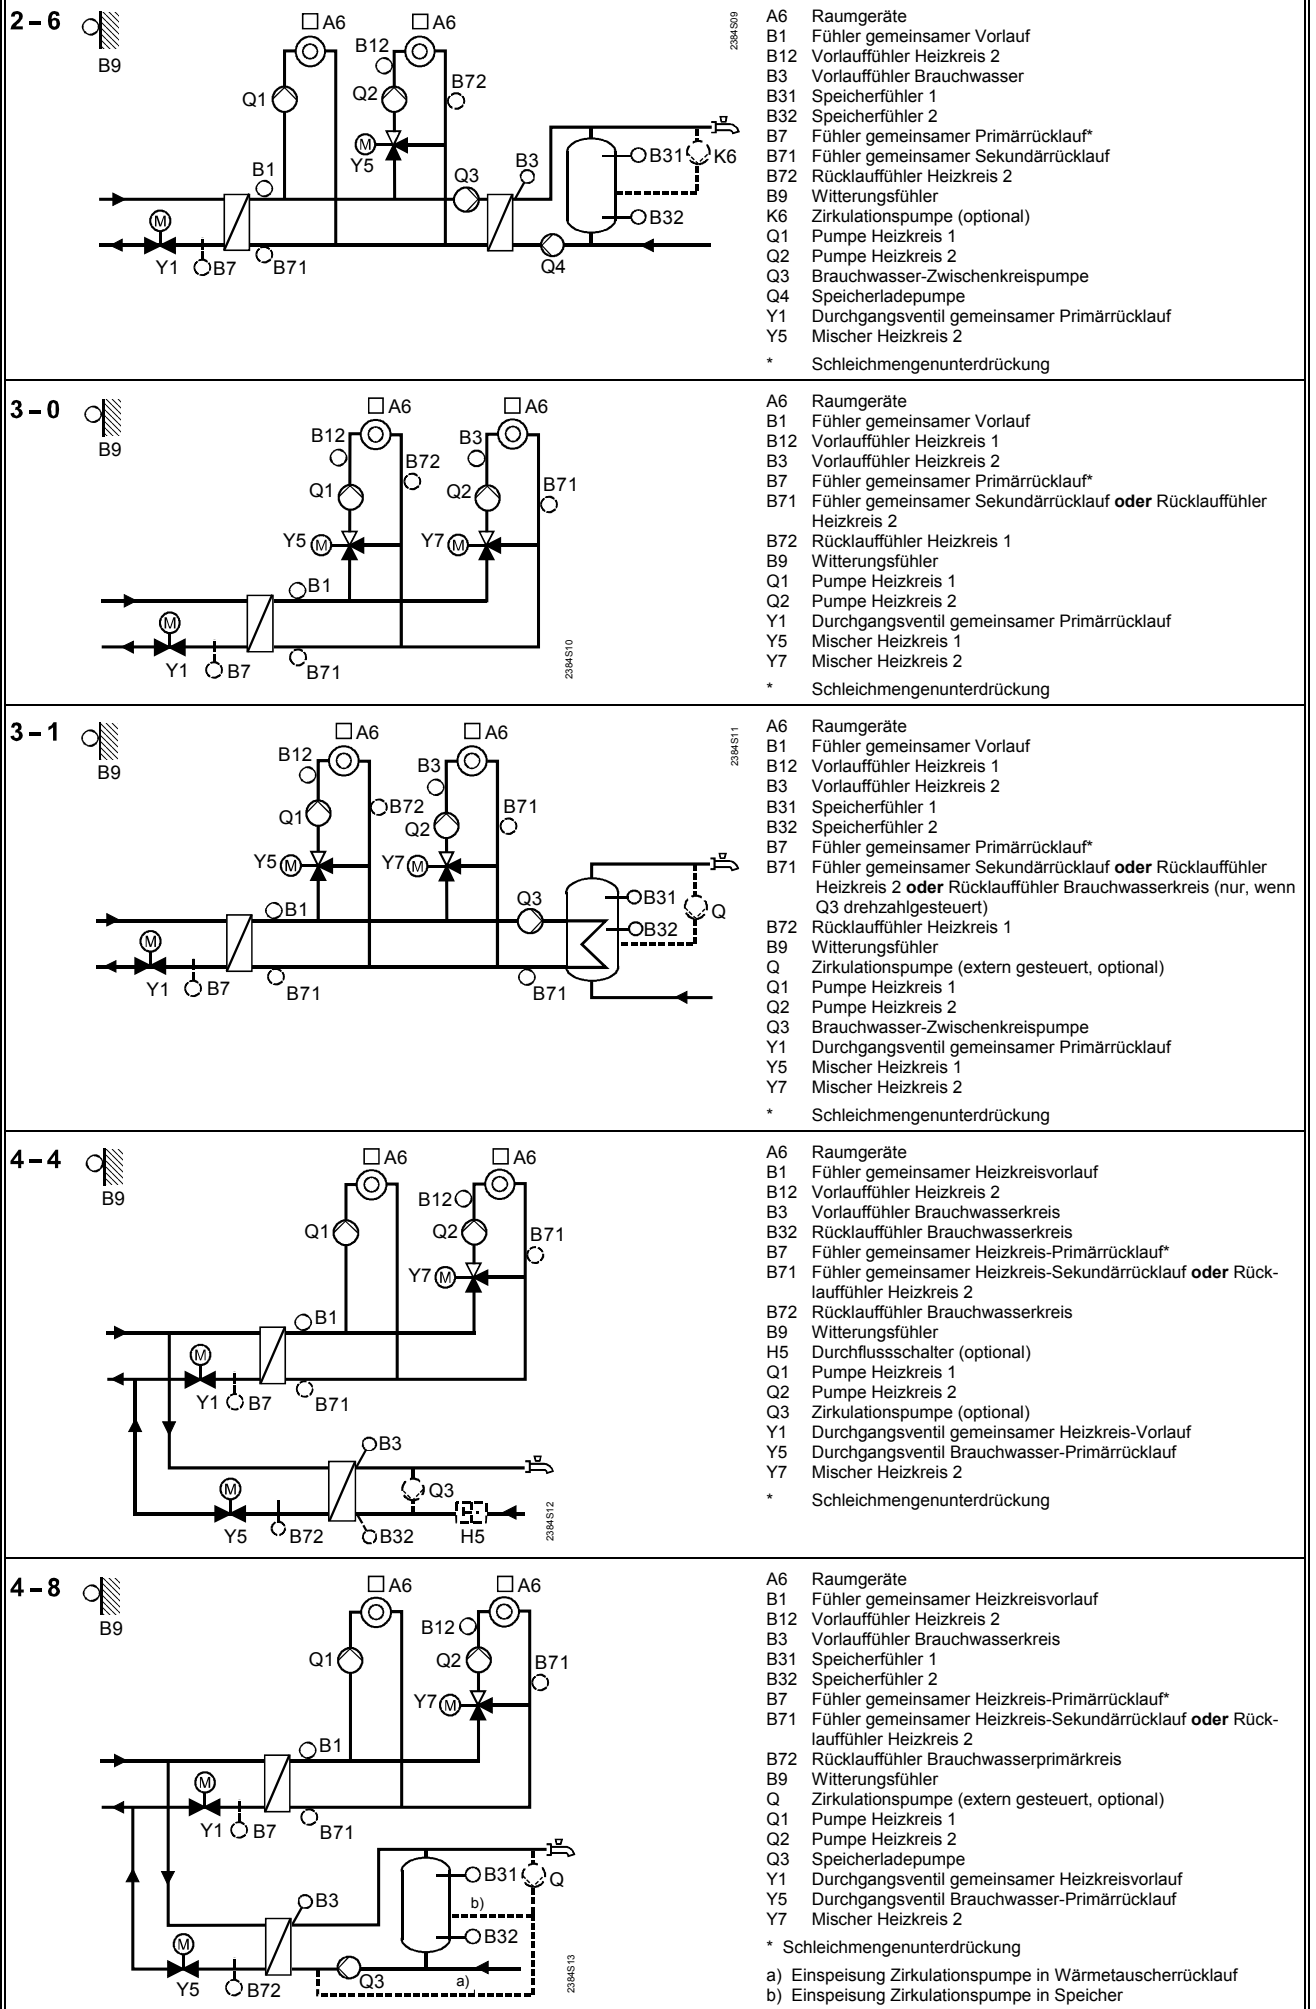 2 – 6
B9
A6
A6
B12
B72
Q1
Q2
M
Y5
B1
Q3
B3
B31
K6
B32
M
Y1
B7
B71
Q4
2384S09
A6 Raumgeräte
B1 Fühler gemeinsamer Vorlauf
B12 Vorlauffühler Heizkreis 2
B3 Vorlauffühler Brauchwasser
B31 Speicherfühler 1
B32 Speicherfühler 2
B7 Fühler gemeinsamer Primärrücklauf*
B71 Fühler gemeinsamer Sekundärrücklauf
B72 Rücklauffühler Heizkreis 2
B9 Witterungsfühler
K6 Zirkulationspumpe (optional)
Q1 Pumpe Heizkreis 1
Q2 Pumpe Heizkreis 2
Q3 Brauchwasser-Zwischenkreispumpe
Q4 Speicherladepumpe
Y1 Durchgangsventil gemeinsamer Primärrücklauf
Y5 Mischer Heizkreis 2
* Schleichmengenunterdrückung
3 – 0
B9
A6
A6
B12
B72
B3
B71
Q1
Q2
Y5 M
Y7 M
B1
M
Y1
B7
B71
2384S10
A6 Raumgeräte
B1 Fühler gemeinsamer Vorlauf
B12 Vorlauffühler Heizkreis 1
B3 Vorlauffühler Heizkreis 2
B7 Fühler gemeinsamer Primärrücklauf*
B71 Fühler gemeinsamer Sekundärrücklauf oder Rücklauffühler
Heizkreis 2
B72 Rücklauffühler Heizkreis 1
B9 Witterungsfühler
Q1 Pumpe Heizkreis 1
Q2 Pumpe Heizkreis 2
Y1 Durchgangsventil gemeinsamer Primärrücklauf
Y5 Mischer Heizkreis 1
Y7 Mischer Heizkreis 2
* Schleichmengenunterdrückung
3 – 1
B9
A6
A6
B12
B3
B72
B71
Q1
Q2
Y5 M
Y7 M
B1
Q3
B31
Q
B32
M
Y1
B7
B71
B71
2384S11
A6 Raumgeräte
B1 Fühler gemeinsamer Vorlauf
B12 Vorlauffühler Heizkreis 1
B3 Vorlauffühler Heizkreis 2
B31 Speicherfühler 1
B32 Speicherfühler 2
B7 Fühler gemeinsamer Primärrücklauf*
B71 Fühler gemeinsamer Sekundärrücklauf oder Rücklauffühler
Heizkreis 2 oder Rücklauffühler Brauchwasserkreis (nur, wenn
Q3 drehzahlgesteuert)
B72 Rücklauffühler Heizkreis 1
B9 Witterungsfühler
Q Zirkulationspumpe (extern gesteuert, optional)
Q1 Pumpe Heizkreis 1
Q2 Pumpe Heizkreis 2
Q3 Brauchwasser-Zwischenkreispumpe
Y1 Durchgangsventil gemeinsamer Primärrücklauf
Y5 Mischer Heizkreis 1
Y7 Mischer Heizkreis 2
* Schleichmengenunterdrückung
4 – 4
B9
A6
A6
B12
Q1
Q2
B71
Y7 M
B1
M
Y1
B7
B71
B3
M
Q3
Y5
B72
B32
H5
2384S12
A6 Raumgeräte
B1 Fühler gemeinsamer Heizkreisvorlauf
B12 Vorlauffühler Heizkreis 2
B3 Vorlauffühler Brauchwasserkreis
B32 Rücklauffühler Brauchwasserkreis
B7 Fühler gemeinsamer Heizkreis-Primärrücklauf*
B71 Fühler gemeinsamer Heizkreis-Sekundärrücklauf oder Rück-
lauffühler Heizkreis 2
B72 Rücklauffühler Brauchwasserkreis
B9 Witterungsfühler
H5 Durchflussschalter (optional)
Q1 Pumpe Heizkreis 1
Q2 Pumpe Heizkreis 2
Q3 Zirkulationspumpe (optional)
Y1 Durchgangsventil gemeinsamer Heizkreis-Vorlauf
Y5 Durchgangsventil Brauchwasser-Primärrücklauf
Y7 Mischer Heizkreis 2
* Schleichmengenunterdrückung
4 – 8
B9
A6
A6
B12
Q1
Q2
B71
Y7 M
B1
M
Y1
B7
B71
B31
Q
b)
B3
B32
M
Y5
B72
Q3
a)
2384S13
A6 Raumgeräte
B1 Fühler gemeinsamer Heizkreisvorlauf
B12 Vorlauffühler Heizkreis 2
B3 Vorlauffühler Brauchwasserkreis
B31 Speicherfühler 1
B32 Speicherfühler 2
B7 Fühler gemeinsamer Heizkreis-Primärrücklauf*
B71 Fühler gemeinsamer Heizkreis-Sekundärrücklauf oder Rück-
lauffühler Heizkreis 2
B72 Rücklauffühler Brauchwasserprimärkreis
B9 Witterungsfühler
Q Zirkulationspumpe (extern gesteuert, optional)
Q1 Pumpe Heizkreis 1
Q2 Pumpe Heizkreis 2
Q3 Speicherladepumpe
Y1 Durchgangsventil gemeinsamer Heizkreisvorlauf
Y5 Durchgangsventil Brauchwasser-Primärrücklauf
Y7 Mischer Heizkreis 2
* Schleichmengenunterdrückung
a) Einspeisung Zirkulationspumpe in Wärmetauscherrücklauf
b) Einspeisung Zirkulationspumpe in Speicher